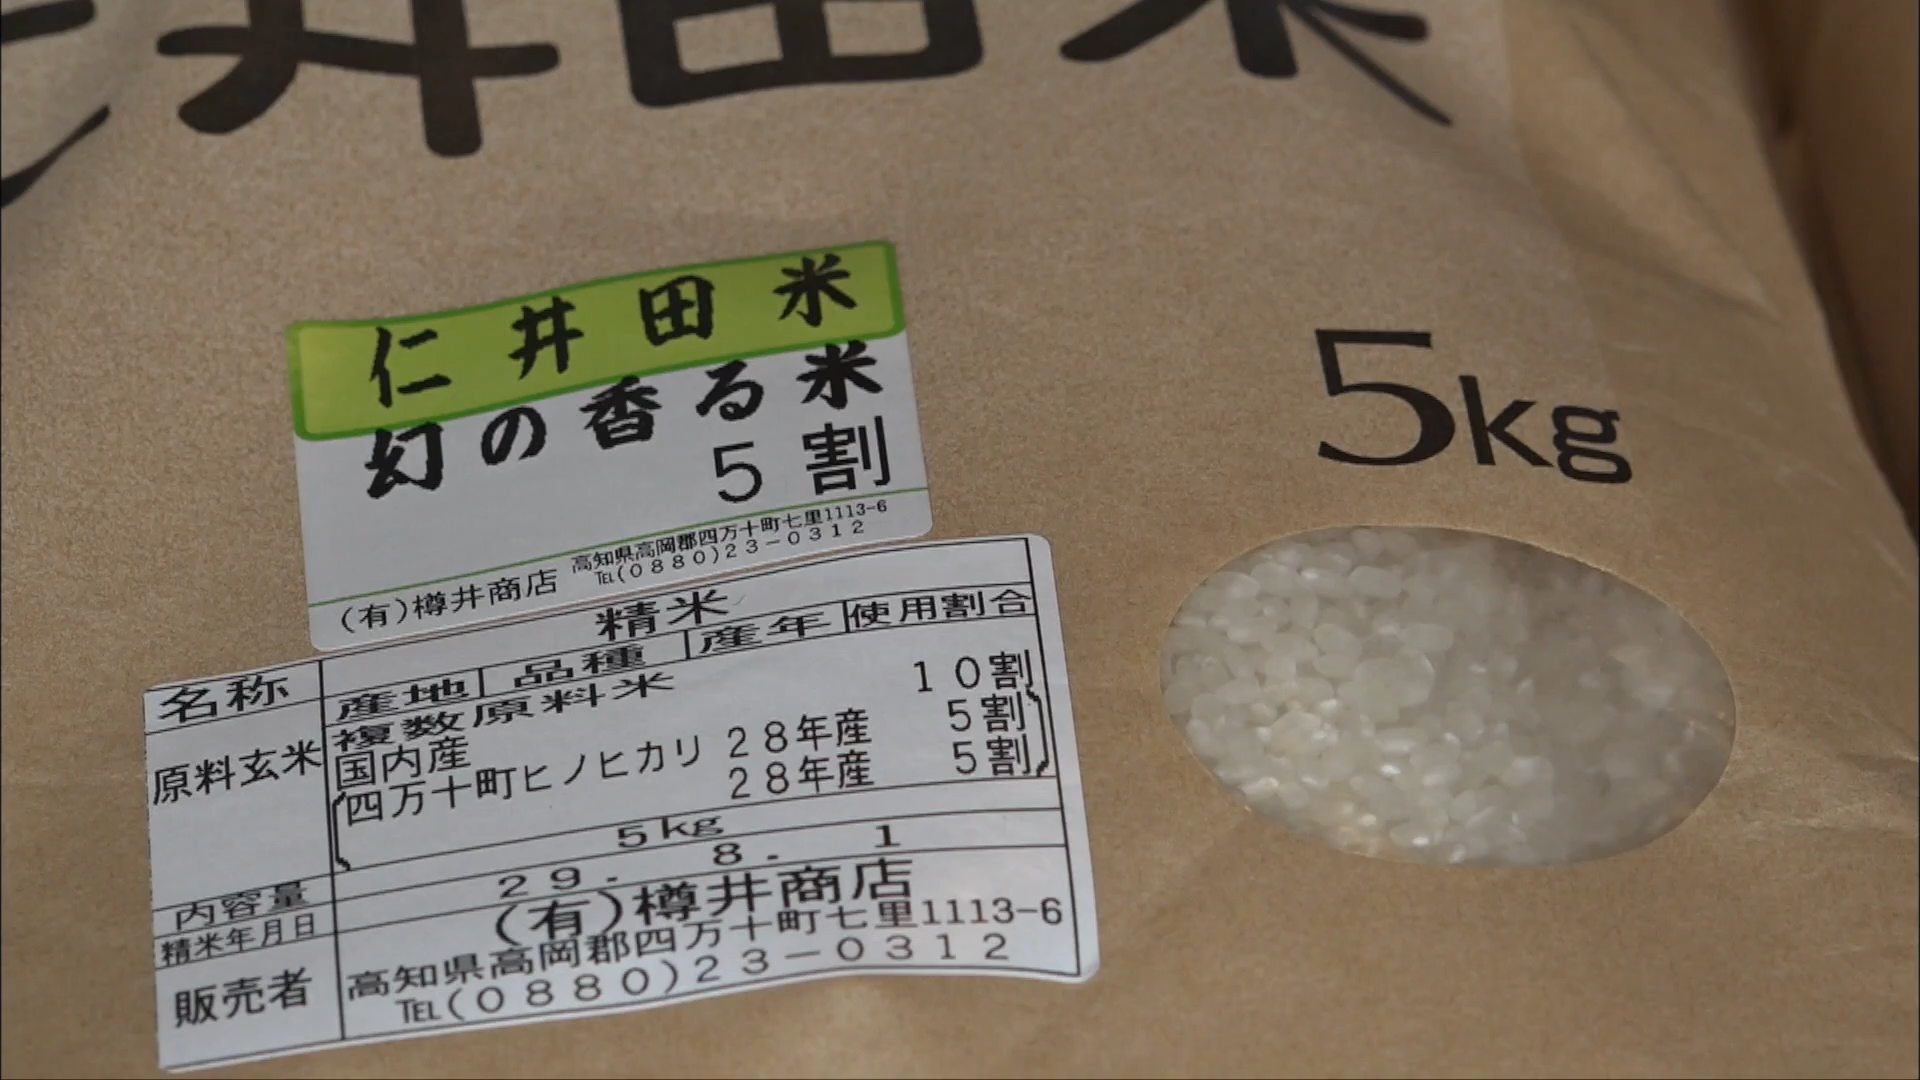 井田米
仁井田米
幻の香る米
5割
(有)樽井商店
高知県高岡郡四万十町七里1113-6
TEL(0880)23-0312
5kg
名称 精米
原料玄米 産地 品種 産年 使用割合
複数原料米 10割
国内産 28年産 5割
四万十町ヒノヒカリ 28年産 5割
内容量 5kg
精米年月日 29. 8. 1
販売者 (有)樽井商店
高知県高岡郡四万十町七里1113-6
TEL(0880)23-0312